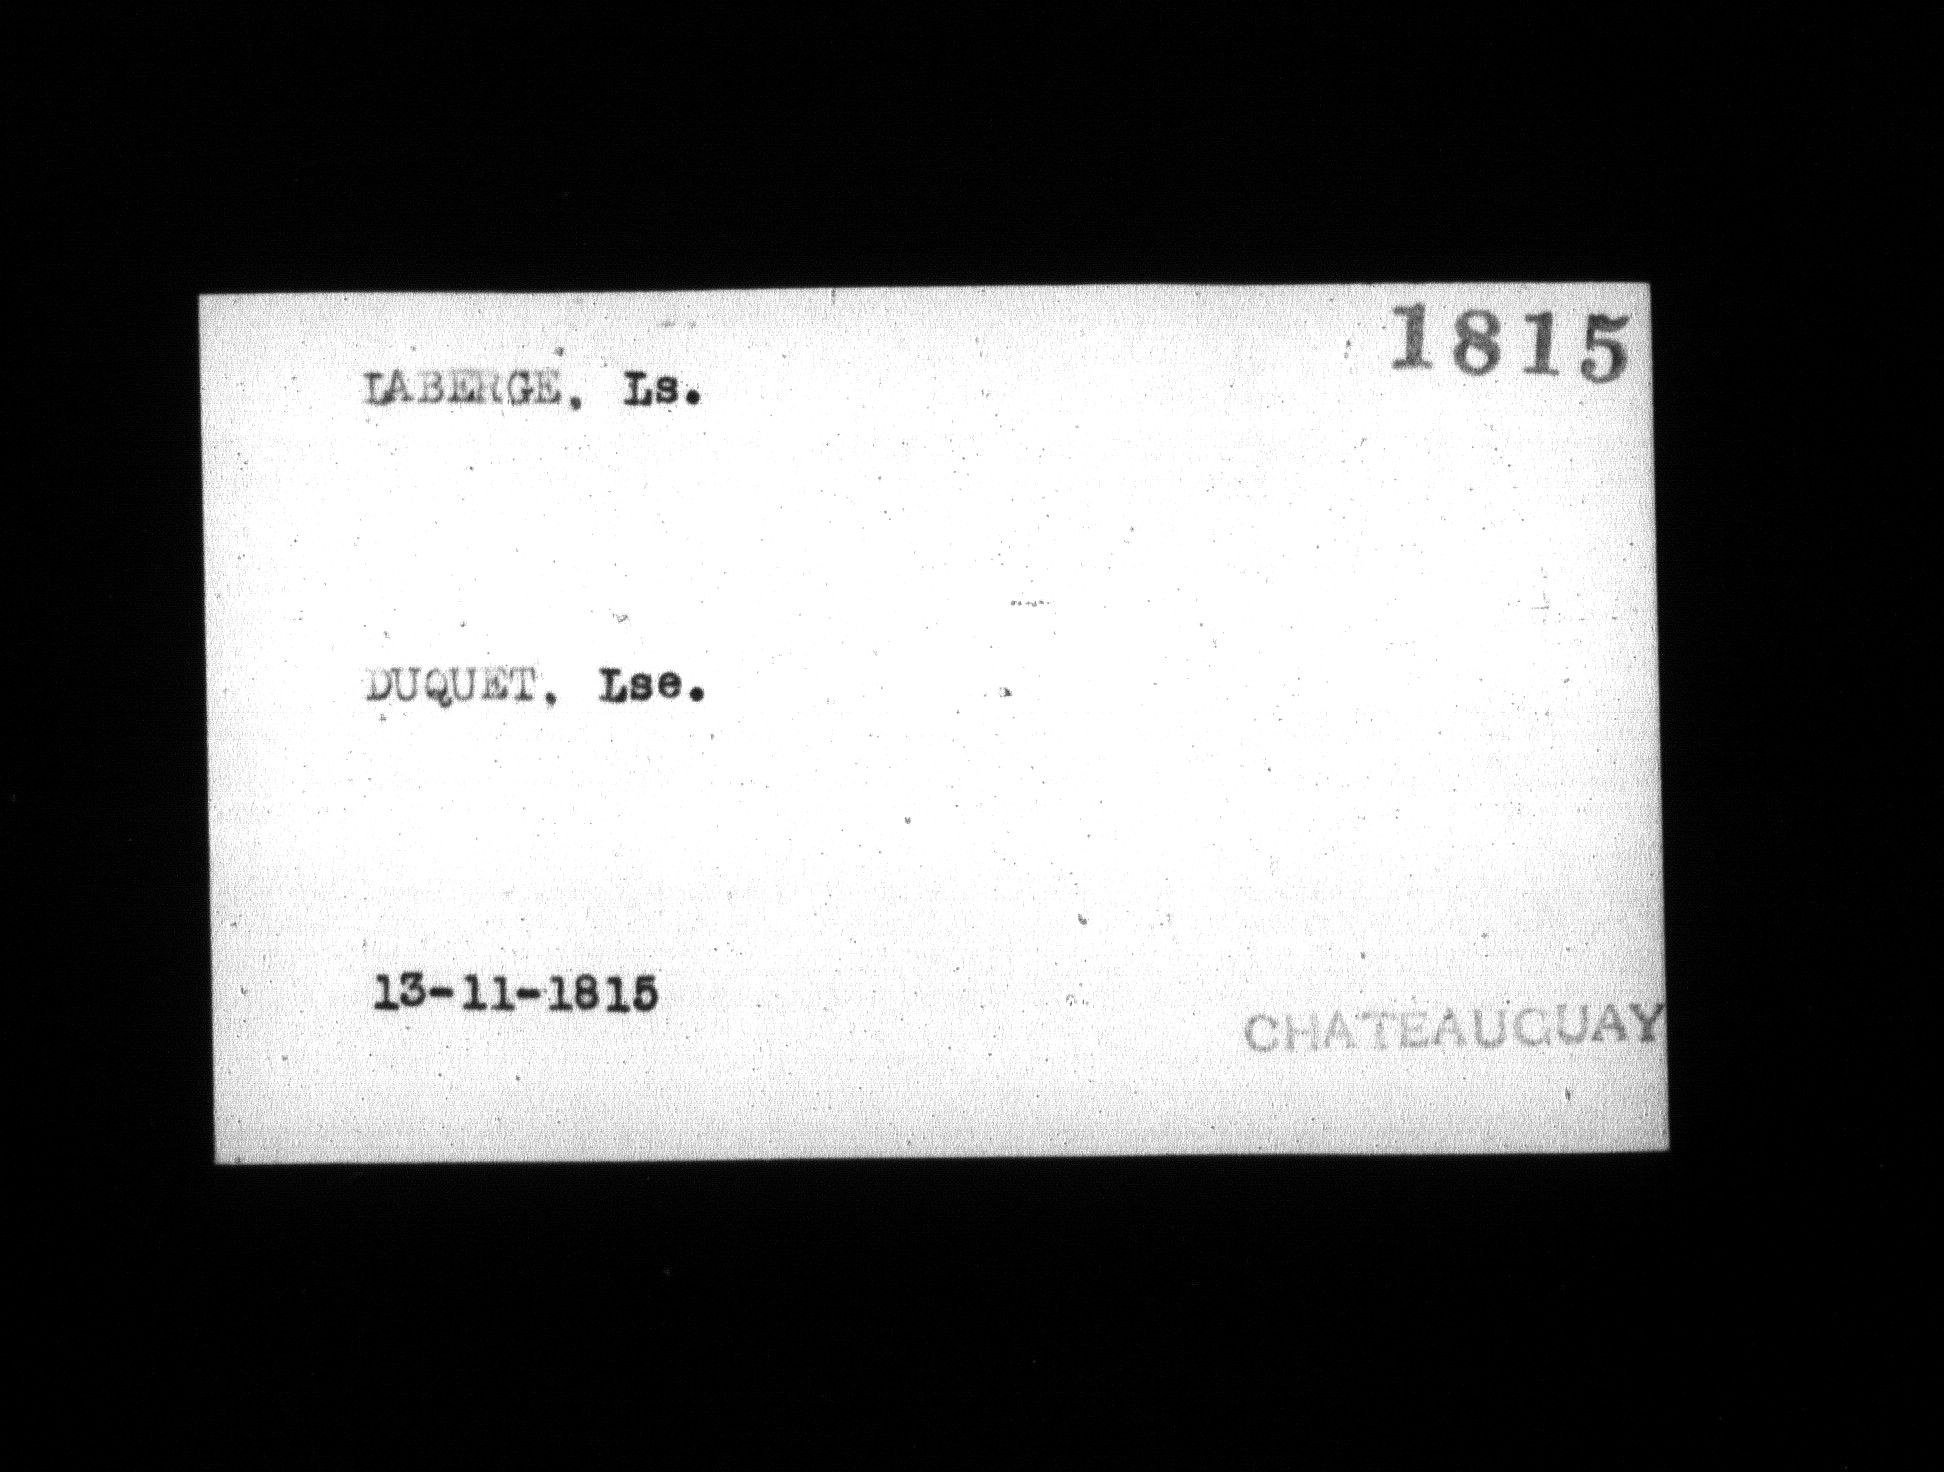 1815
LABERGE, Ls.
DUQUET, Lse.
13-11-1815
CHATEAUGUAY